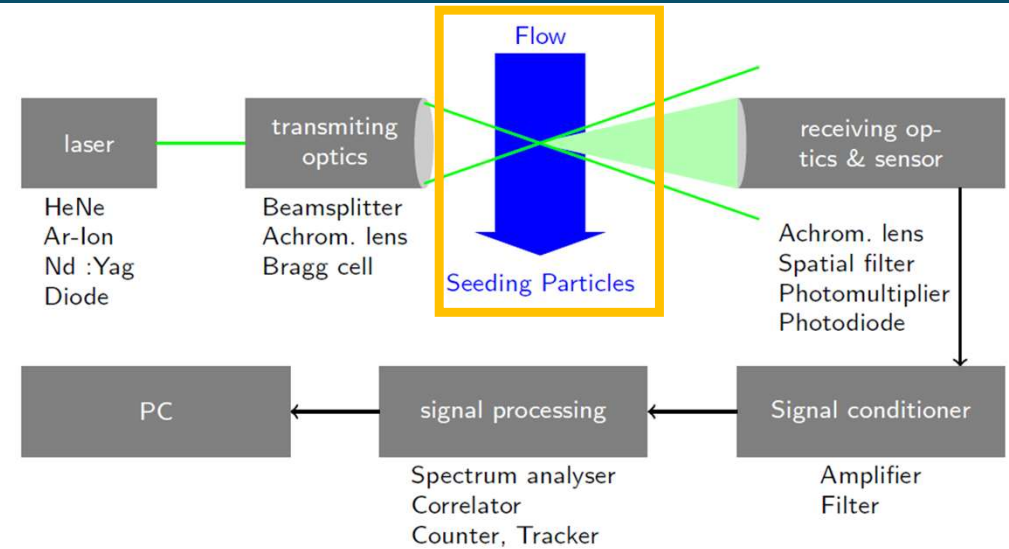 Flow
laser
transmiting
optics
receiving op-
tics & sensor
HeNe
Ar-Ion
Nd :Yag
Diode
Beamsplitter
Achrom. lens
Bragg cell
Seeding Particles
Achrom. lens
Spatial filter
Photomultiplier
Photodiode
PC
signal processing
Signal conditioner
Spectrum analyser
Correlator
Counter, Tracker
Amplifier
Filter